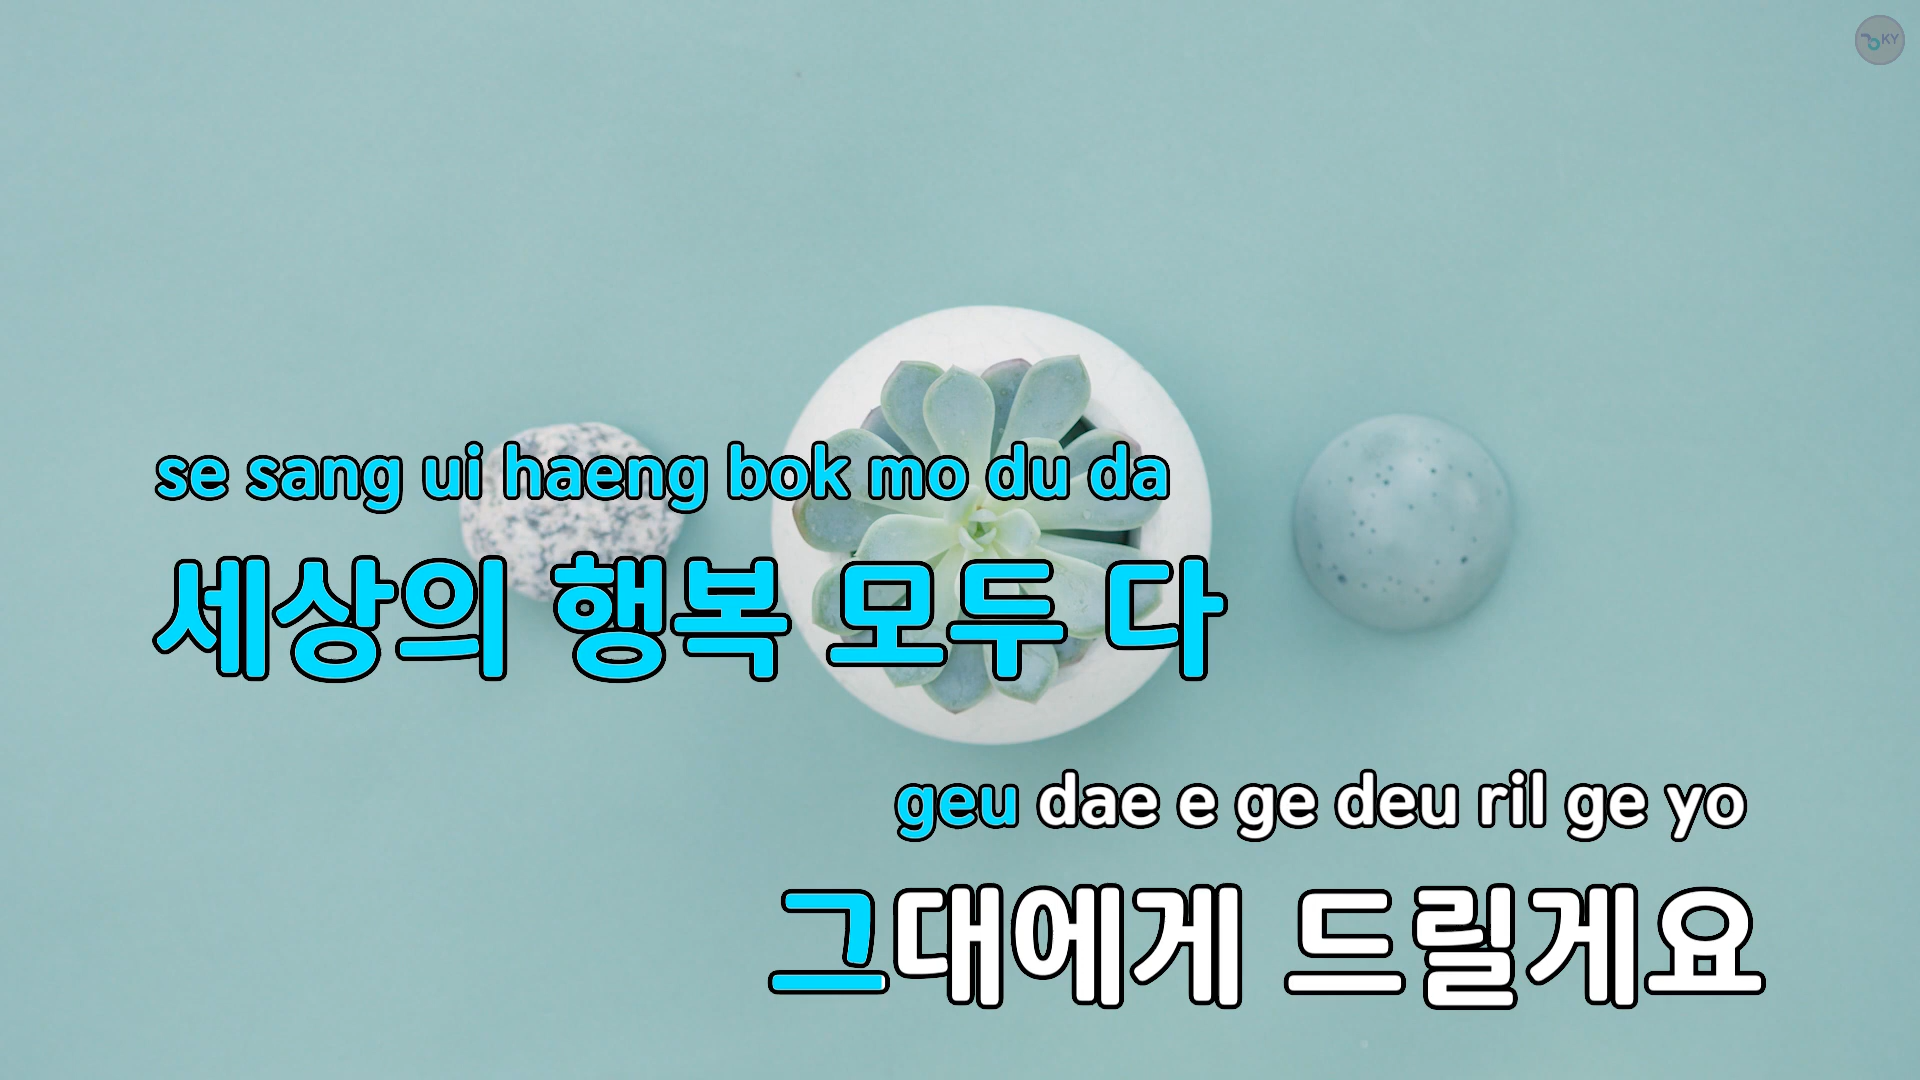 KY
se sang ui haeng bok mo du da
세상의 행복 모두 다
geu dae e ge deu ril ge yo
그대에게 드릴게요